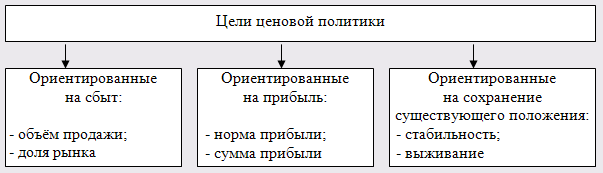 Цели ценовой политики
Ориентированные
на сбыт:
- объём продажи;
- доля рынка
Ориентированные
на прибыль:
- норма прибыли;
- сумма прибыли
Ориентированные
на сохранение
существующего положения:
- стабильность;
- выживание